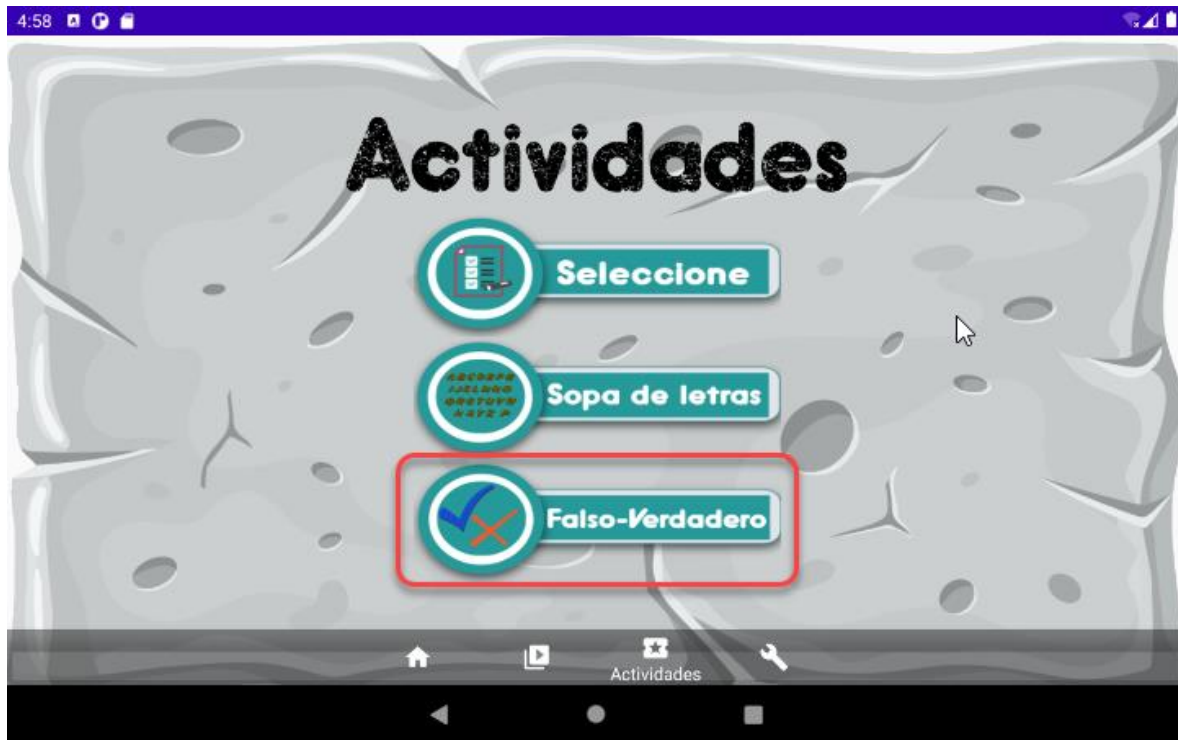 4:58
Actividades
Seleccione
Sopa de letras
Falso-Verdadero
Actividades